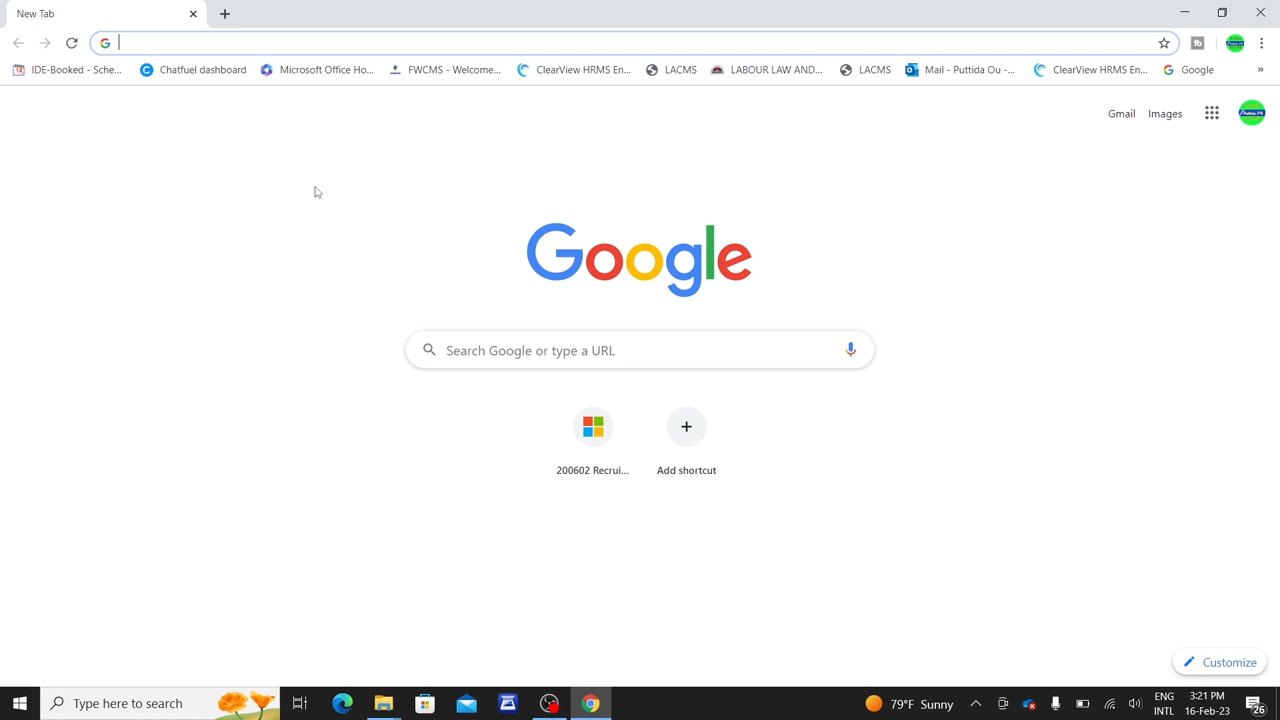 New Tab
IDE-Booked - Sche...
Chatfuel dashboard
Microsoft Office Ho...
FWCMS - Welcome...
ClearView HRMS En...
LACMS
LABOUR LAW AND...
LACMS
Mail - Puttida Ou -...
ClearView HRMS En...
Google
»
Gmail
Images
Google
Search Google or type a URL
200602 Recrui...
Add shortcut
Customize
Type here to search
79°F Sunny
ENG
INTL
3:21 PM
16-Feb-23
26